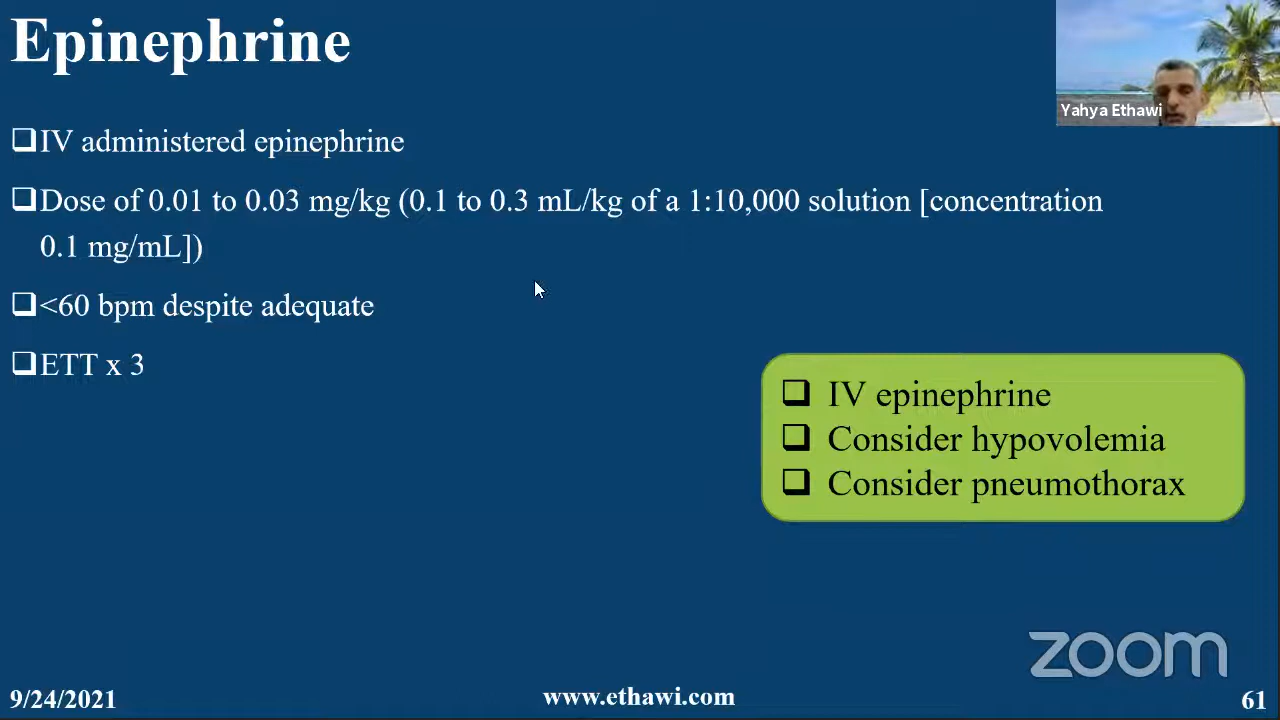 Epinephrine
Yahya Ethawi
❑IV administered epinephrine
❑Dose of 0.01 to 0.03 mg/kg (0.1 to 0.3 mL/kg of a 1:10,000 solution [concentration
0.1 mg/mL])
❑<60 bpm despite adequate
❑ETT x 3
❑ IV epinephrine
❑ Consider hypovolemia
❑ Consider pneumothorax
zoom
9/24/2021
www.ethawi.com
61